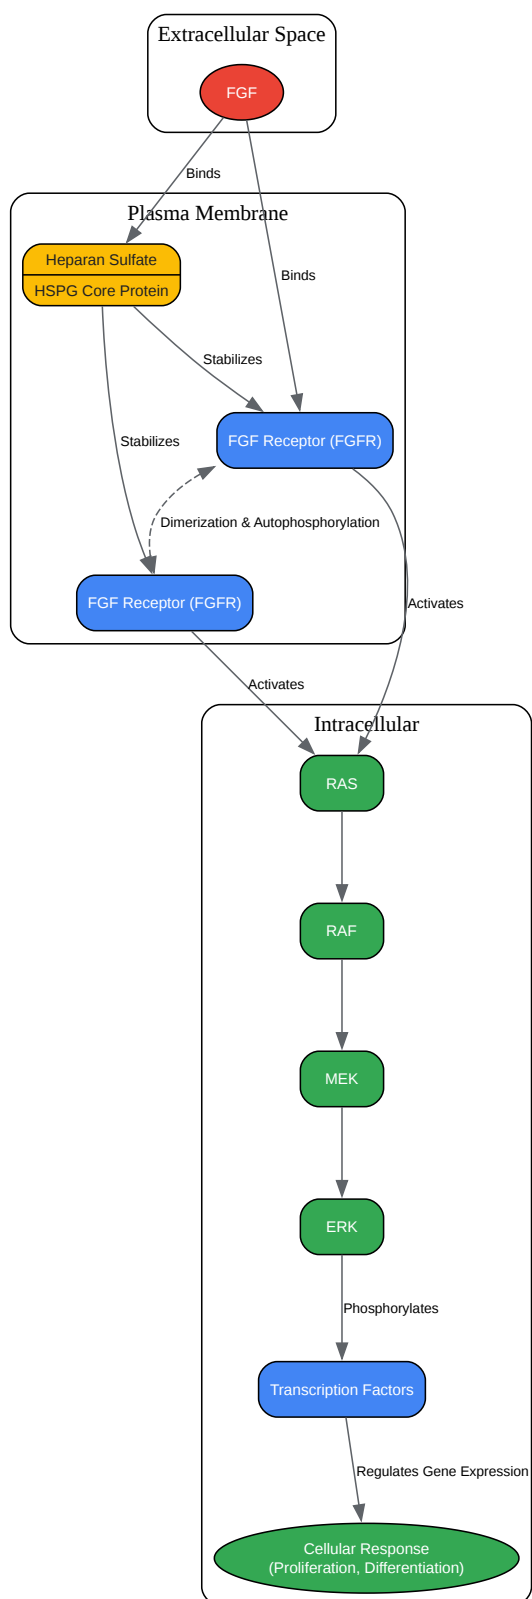 Extracellular Space
FGF
Binds
Plasma Membrane
Heparan Sulfate
HSPG Core Protein
Binds
Stabilizes
FGF Receptor (FGFR)
Stabilizes
Dimerization & Autophosphorylation
FGF Receptor (FGFR)
Activates
Activates
Intracellular
RAS
RAF
MEK
ERK
Phosphorylates
Transcription Factors
Regulates Gene Expression
Cellular Response
(Proliferation, Differentiation)